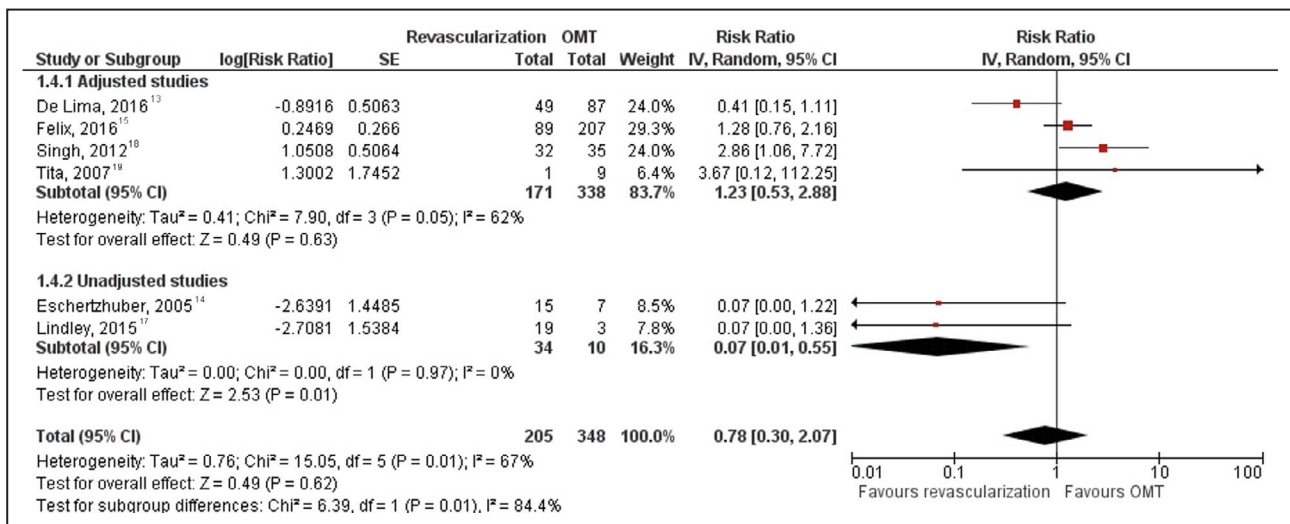 Revascularization OMT Risk Ratio Risk Ratio
Study or Subgroup log[Risk Ratio] SE Total Total Weight IV, Random, 95% CI IV, Random, 95% CI
1.4.1 Adjusted studies
De Lima, 2016 13 -0.8916 0.5063 49 87 24.0% 0.41 [0.15, 1.11]
Felix, 2016 15 0.2469 0.266 89 207 29.3% 1.28 [0.76, 2.16]
Singh, 2012 18 1.0508 0.5064 32 35 24.0% 2.86 [1.06, 7.72]
Tita, 2007 19 1.3002 1.7452 1 9 6.4% 3.67 [0.12, 112.25]
Subtotal (95% CI) 171 338 83.7% 1.23 [0.53, 2.88]
Heterogeneity: Tau² = 0.41; Chi² = 7.90, df = 3 (P = 0.05); I² = 62%
Test for overall effect: Z = 0.49 (P = 0.63)
1.4.2 Unadjusted studies
Eschertzhuber, 2005 14 -2.6391 1.4485 15 7 8.5% 0.07 [0.00, 1.22]
Lindley, 2015 17 -2.7081 1.5384 19 3 7.8% 0.07 [0.00, 1.36]
Subtotal (95% CI) 34 10 16.3% 0.07 [0.01, 0.55]
Heterogeneity: Tau² = 0.00; Chi² = 0.00, df = 1 (P = 0.97); I² = 0%
Test for overall effect: Z = 2.53 (P = 0.01)
Total (95% CI) 205 348 100.0% 0.78 [0.30, 2.07]
Heterogeneity: Tau² = 0.76; Chi² = 15.05, df = 5 (P = 0.01); I² = 67%
Test for overall effect: Z = 0.49 (P = 0.62)
Test for subgroup differences: Chi² = 6.39, df = 1 (P = 0.01), I² = 84.4%
0.01 0.1 1 10 100
Favours revascularization Favours OMT